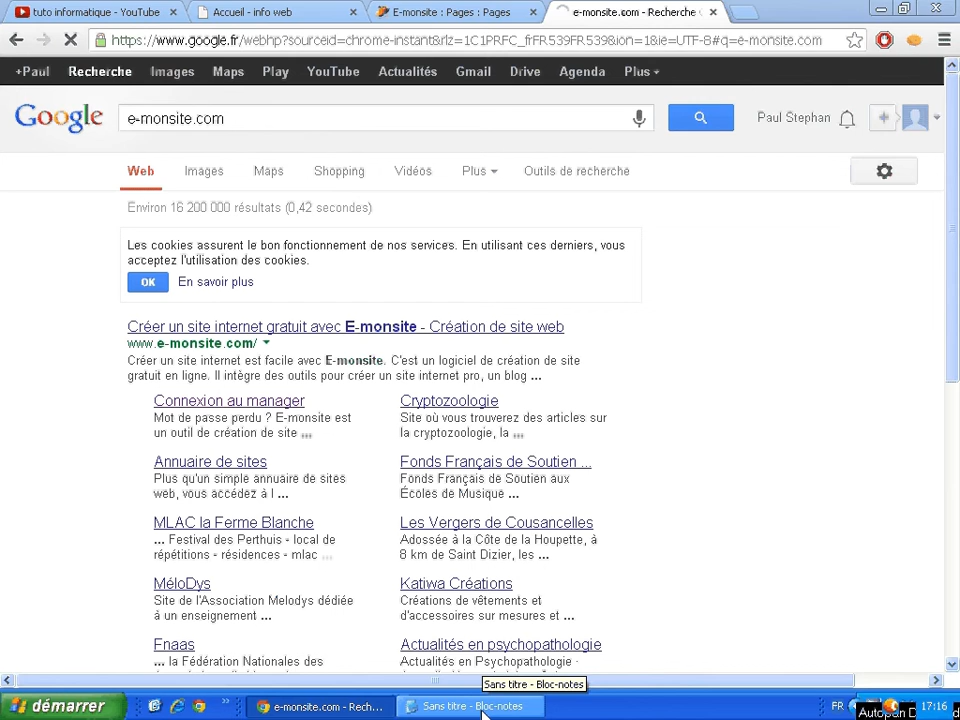 tuto informatique - YouTube
Accueil - info web
E-monsite : Pages : Pages
e-monsite.com - Recherche
https://www.google.fr/webhp?sourceid=chrome-instant&rlz=1C1PRFC_frFR539FR539&ion=1&ie=UTF-8#q=e-monsite.com
+Paul Recherche Images Maps Play YouTube Actualités Gmail Drive Agenda Plus
Google
e-monsite.com
Paul Stephan
Web Images Maps Shopping Vidéos Plus Outils de recherche
Environ 16 200 000 résultats (0,42 secondes)
Les cookies assurent le bon fonctionnement de nos services. En utilisant ces derniers, vous
acceptez l'utilisation des cookies.
OK En savoir plus
Créer un site internet gratuit avec E-monsite - Création de site web
www.e-monsite.com/
Créer un site internet est facile avec E-monsite. C'est un logiciel de création de site
gratuit en ligne. Il intègre des outils pour créer un site internet pro, un blog ...
Connexion au manager
Mot de passe perdu ? E-monsite est
un outil de création de site ...
Cryptozoologie
Site où vous trouverez des articles sur
la cryptozoologie, la ...
Annuaire de sites
Plus qu'un simple annuaire de sites
web, vous accédez à l ...
Fonds Français de Soutien ...
Fonds Français de Soutien aux
Écoles de Musique ...
MLAC la Ferme Blanche
... Festival des Perthuis - local de
répétitions - résidences - mlac ...
Les Vergers de Cousancelles
Adossée à la Côte de la Houpette, à
8 km de Saint Dizier, les ...
MéloDys
Site de l'Association Melodys dédiée
à un enseignement ...
Katiwa Créations
Créations de vêtements et
d'accessoires sur mesures et ...
Fnaas
... la Fédération Nationales des
Actualités en psychopathologie
Actualités en Psychopathologie ·
Sans titre - Bloc-notes
démarrer
e-monsite.com - Rech...
Sans titre - Bloc-notes
FR
17:16